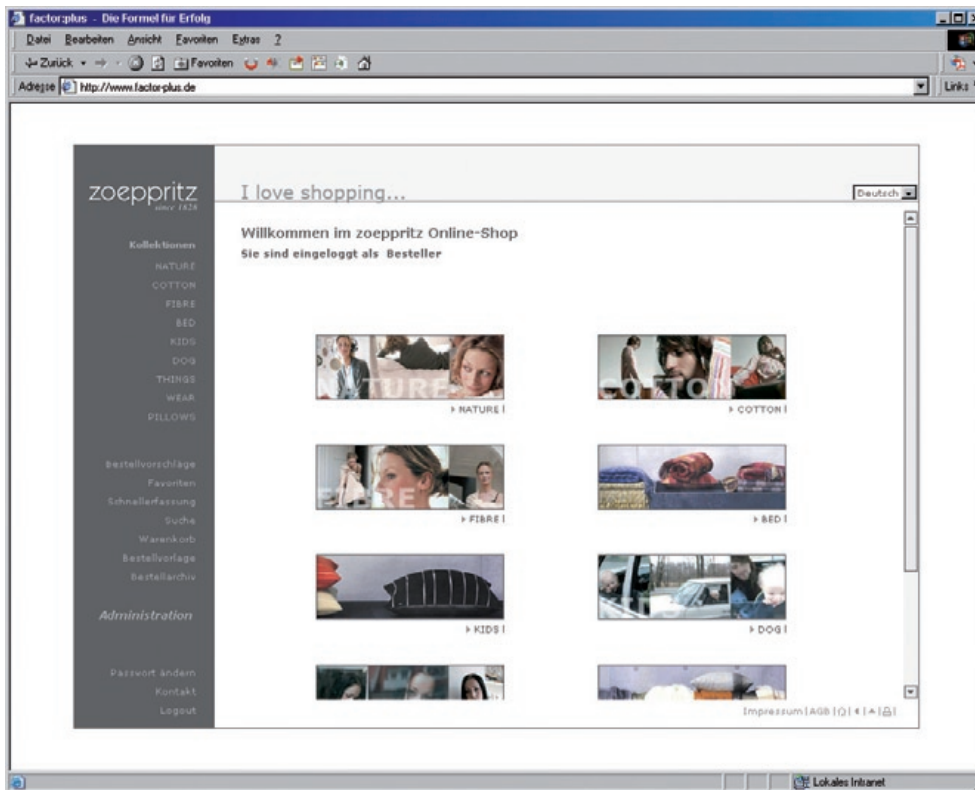 factor:plus - Die Formel für Erfolg
Datei Bearbeiten Ansicht Favoriten Extras ?
Zurück Favoriten
Adresse http://www.factor-plus.de Links
zoeppritz
since 1828
I love shopping...
Deutsch
Willkommen im zoeppritz Online-Shop
Sie sind eingeloggt als Besteller
Kollektionen
NATURE
COTTON
FIBRE
BED
KIDS
DOG
THINGS
WEAR
PILLOWS
Bestellvorschläge
Favoriten
Schnellerfassung
Suche
Warenkorb
Bestellvorlage
Bestellarchiv
Administration
Passwort ändern
Kontakt
Logout
NATURE
NATURE
COTTON
COTTON
FIBRE
FIBRE
BED
KIDS
DOG
Impressum | AGB
Lokales Intranet